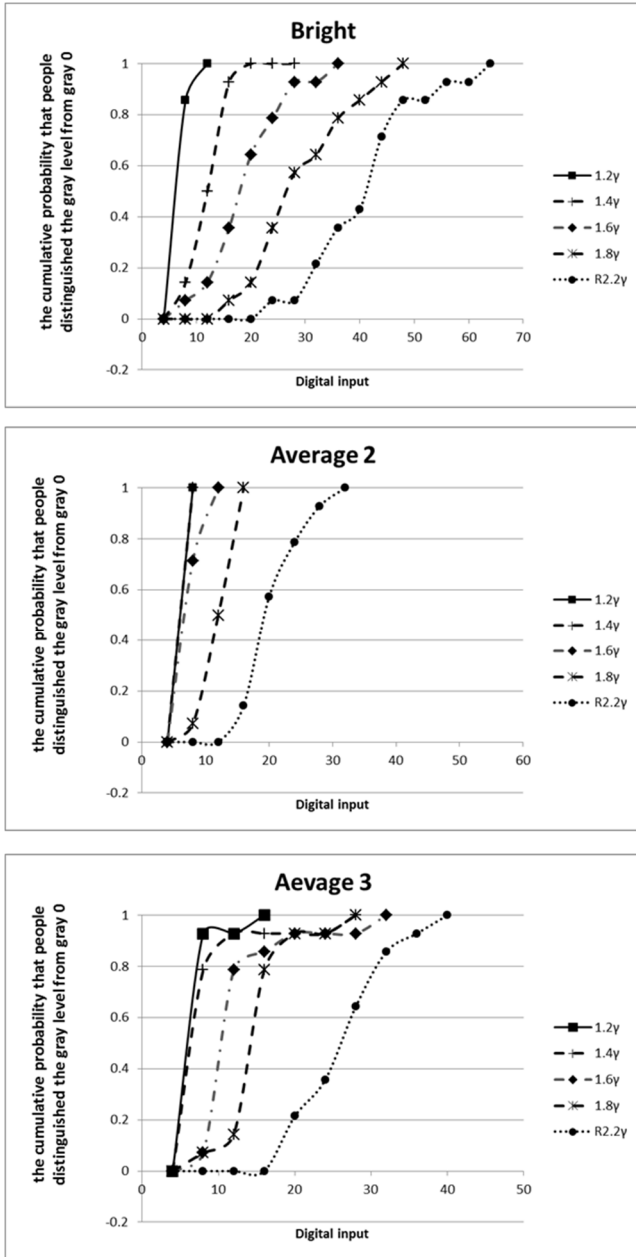 Bright
the cumulative probability that people
distinguished the gray level from gray 0
1
0.8
0.6
0.4
0.2
0
-0.2
0 10 20 30 40 50 60 70
Digital input
1.2γ
1.4γ
1.6γ
1.8γ
R2.2γ
Average 2
the cumulative probability that people
distinguished the gray level from gray 0
1
0.8
0.6
0.4
0.2
0
-0.2
0 10 20 30 40 50 60
Digital input
1.2γ
1.4γ
1.6γ
1.8γ
R2.2γ
Aevage 3
the cumulative probability that people
distinguished the gray level from gray 0
1
0.8
0.6
0.4
0.2
0
-0.2
0 10 20 30 40 50
Digital input
1.2γ
1.4γ
1.6γ
1.8γ
R2.2γ